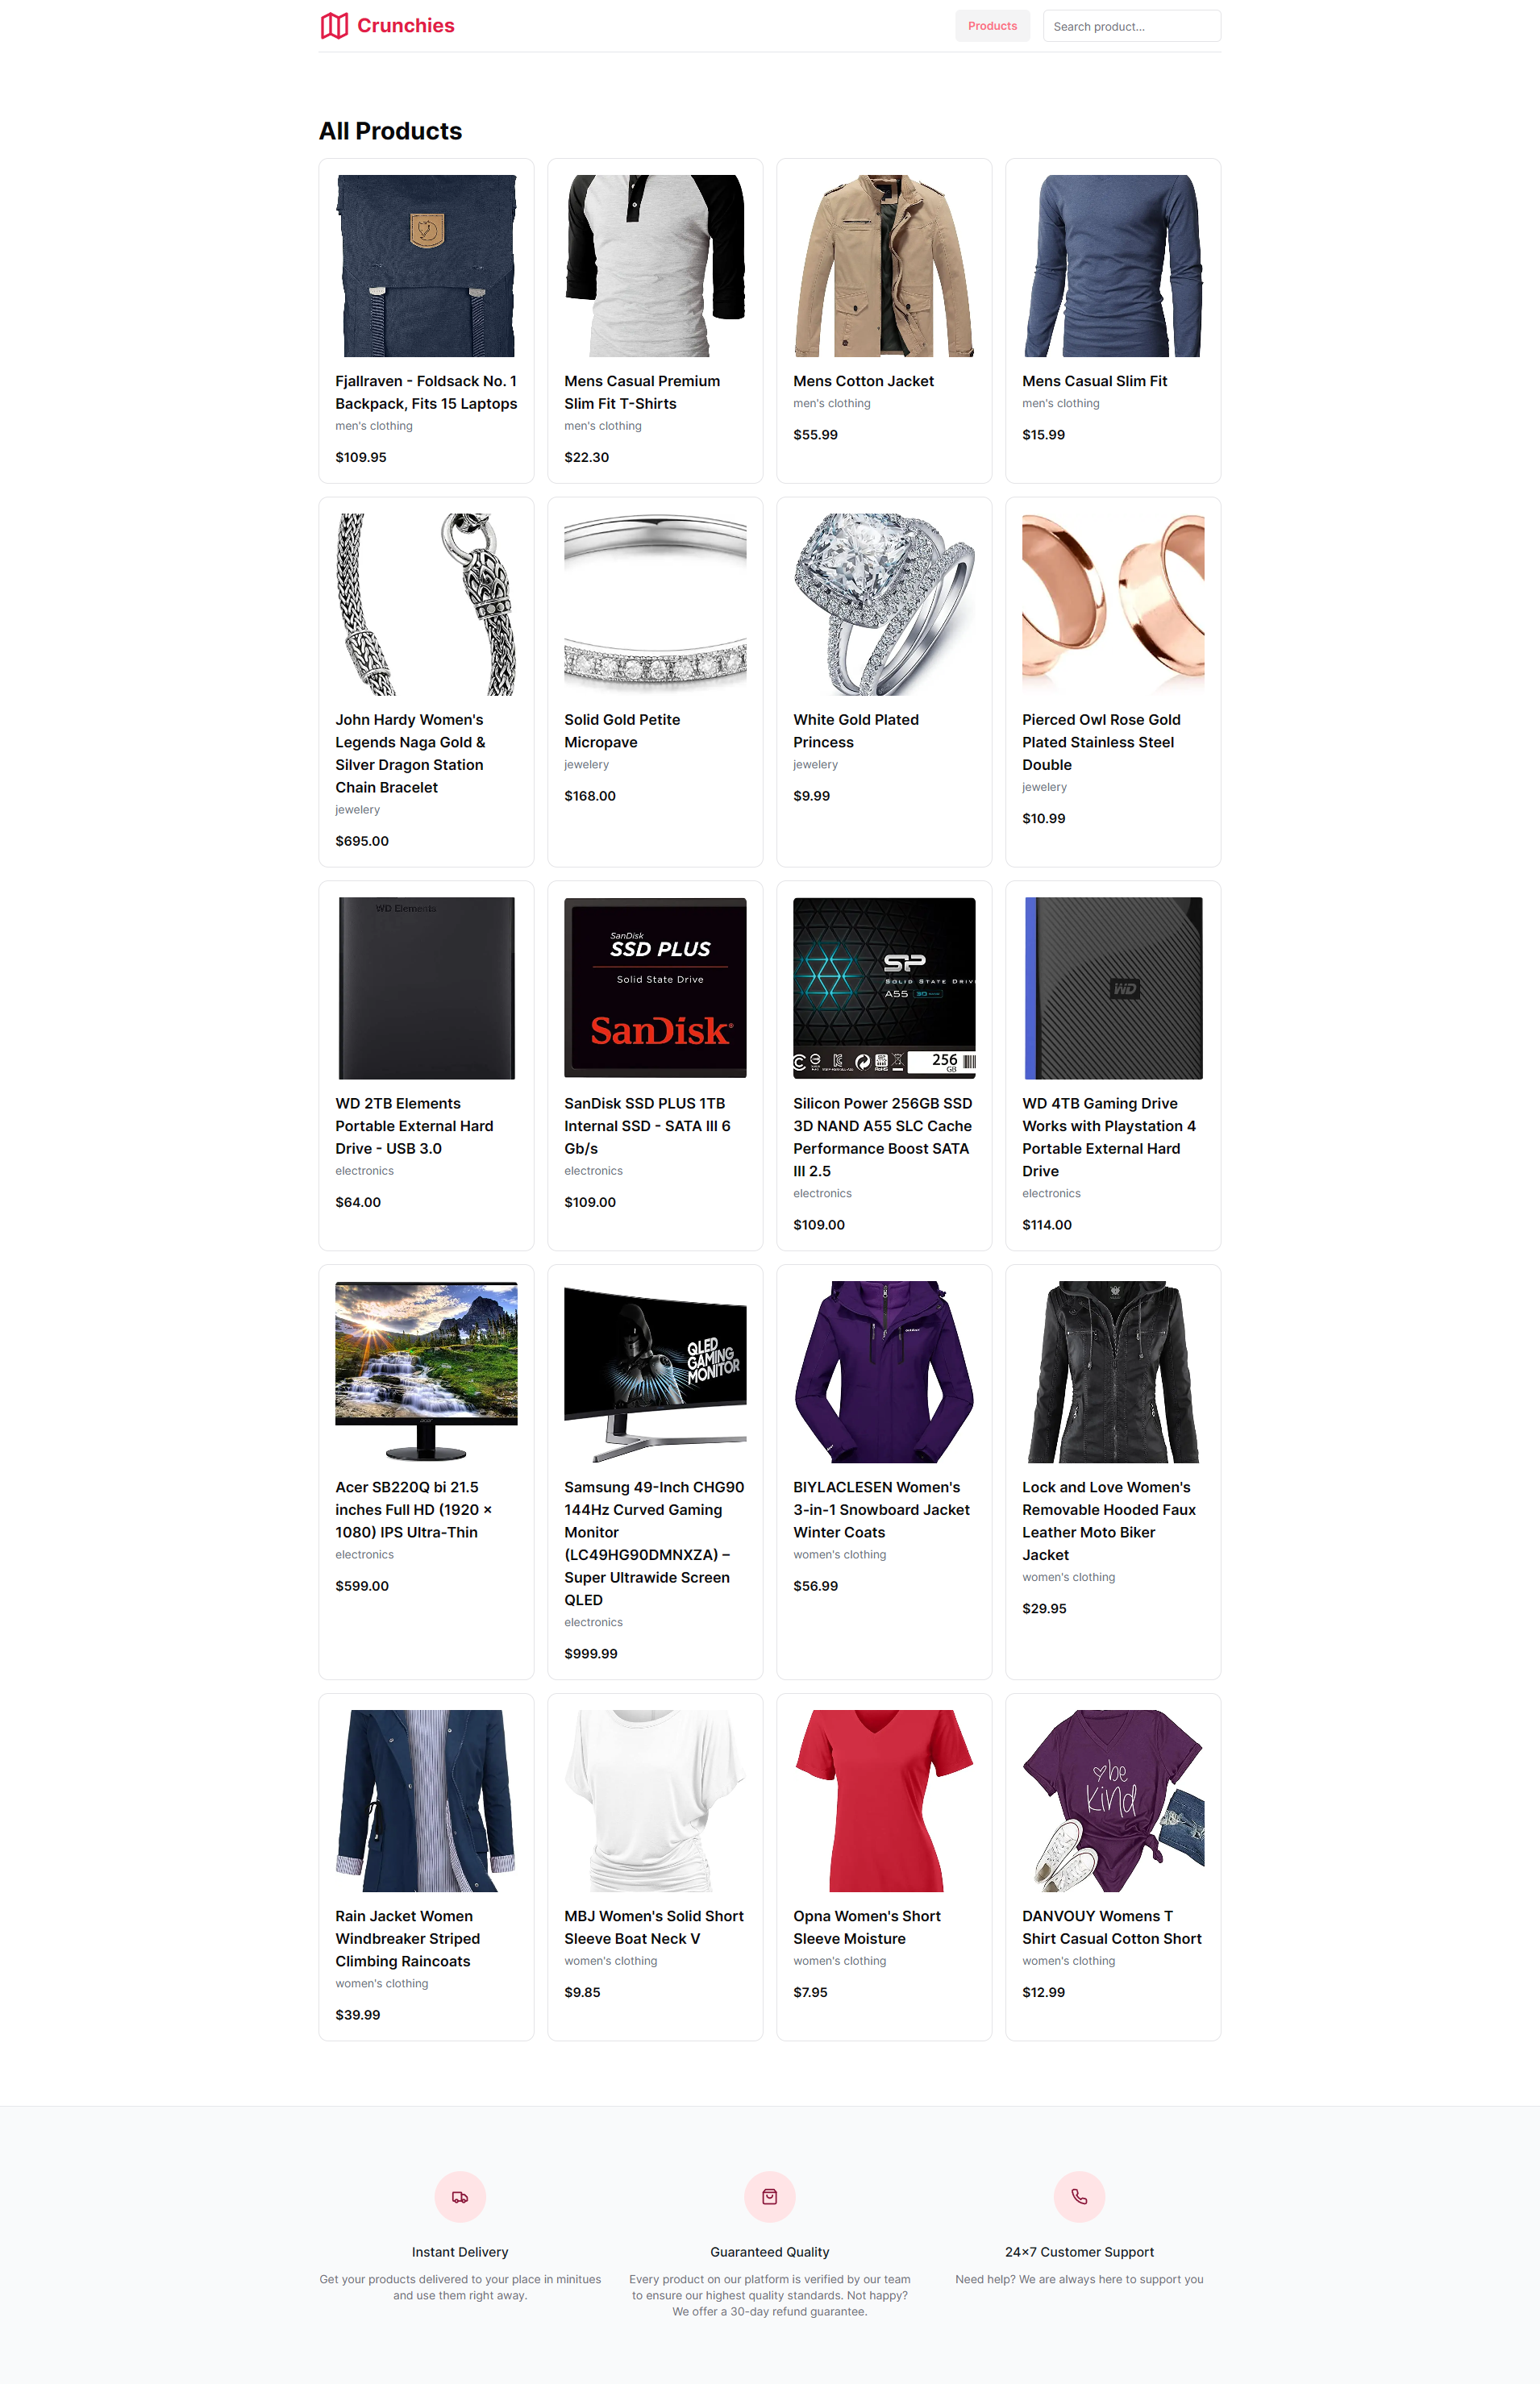 Crunchies
Products
Search product...
All Products
Fjallraven - Foldsack No. 1
Backpack, Fits 15 Laptops
men's clothing
$109.95
Mens Casual Premium
Slim Fit T-Shirts
men's clothing
$22.30
Mens Cotton Jacket
men's clothing
$55.99
Mens Casual Slim Fit
men's clothing
$15.99
John Hardy Women's
Legends Naga Gold &
Silver Dragon Station
Chain Bracelet
jewelery
$695.00
Solid Gold Petite
Micropave
jewelery
$168.00
White Gold Plated
Princess
jewelery
$9.99
Pierced Owl Rose Gold
Plated Stainless Steel
Double
jewelery
$10.99
WD Elements
WD 2TB Elements
Portable External Hard
Drive - USB 3.0
electronics
$64.00
SanDisk
SSD PLUS
Solid State Drive
SanDisk
SanDisk SSD PLUS 1TB
Internal SSD - SATA III 6
Gb/s
electronics
$109.00
SP
SOLID STATE DRIV
A55
256
GB
Silicon Power 256GB SSD
3D NAND A55 SLC Cache
Performance Boost SATA
III 2.5
electronics
$109.00
WD
WD 4TB Gaming Drive
Works with Playstation 4
Portable External Hard
Drive
electronics
$114.00
acer
Acer SB220Q bi 21.5
inches Full HD (1920 ×
1080) IPS Ultra-Thin
electronics
$599.00
QLED
GAMING
MONITOR
Samsung 49-Inch CHG90
144Hz Curved Gaming
Monitor
(LC49HG90DMNXZA) –
Super Ultrawide Screen
QLED
electronics
$999.99
BIYLACLESEN Women's
3-in-1 Snowboard Jacket
Winter Coats
women's clothing
$56.99
Lock and Love Women's
Removable Hooded Faux
Leather Moto Biker
Jacket
women's clothing
$29.95
Rain Jacket Women
Windbreaker Striped
Climbing Raincoats
women's clothing
$39.99
MBJ Women's Solid Short
Sleeve Boat Neck V
women's clothing
$9.85
Opna Women's Short
Sleeve Moisture
women's clothing
$7.95
be
kind
DANVOUY Womens T
Shirt Casual Cotton Short
women's clothing
$12.99
Instant Delivery
Get your products delivered to your place in minitues
and use them right away.
Guaranteed Quality
Every product on our platform is verified by our team
to ensure our highest quality standards. Not happy?
We offer a 30-day refund guarantee.
24×7 Customer Support
Need help? We are always here to support you